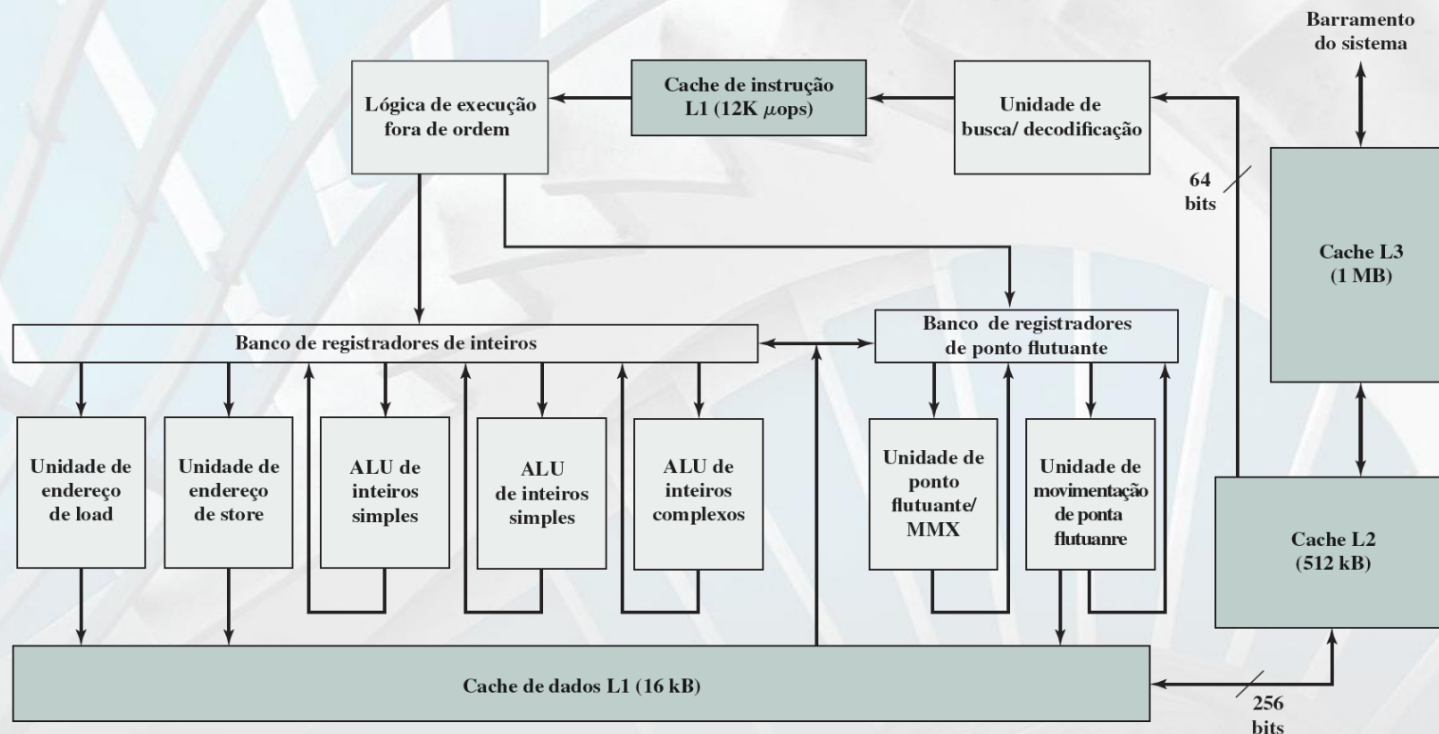 Barramento
do sistema
Lógica de execução
fora de ordem
Cache de instrução
L1 (12K μops)
Unidade de
busca/ decodificação
64
bits
Cache L3
(1 MB)
Banco de registradores de inteiros
Banco de registradores
de ponto flutuante
Unidade de
endereço
de load
Unidade de
endereço
de store
ALU de
inteiros
simples
ALU
de inteiros
simples
ALU de
inteiros
complexos
Unidade de
ponto
flutuante/
MMX
Unidade de
movimentação
de ponta
flutuanre
Cache L2
(512 kB)
Cache de dados L1 (16 kB)
256
bits